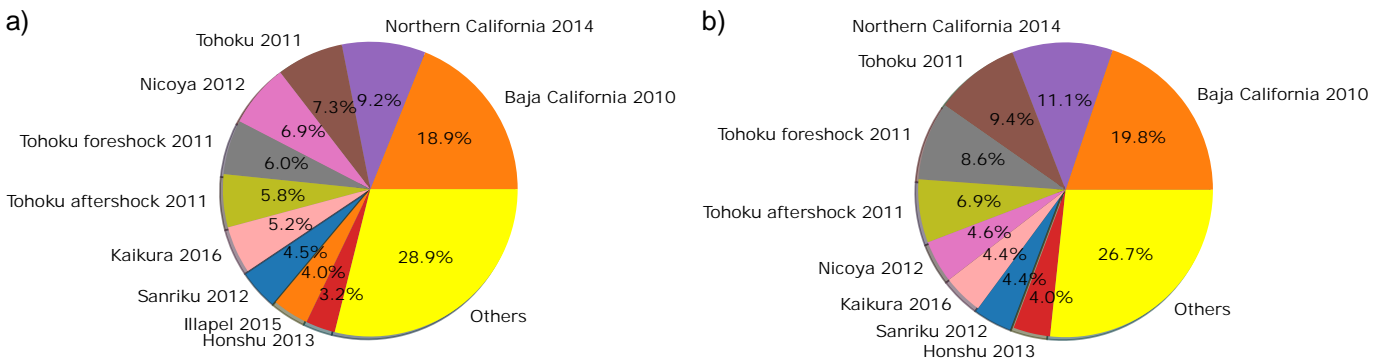 a)
Northern California 2014
Tohoku 2011
Nicoya 2012
Baja California 2010
Tohoku foreshock 2011
Tohoku aftershock 2011
Kaikura 2016
Sanriku 2012
Illapel 2015
Honshu 2013
Others
9.2%
7.3%
6.9%
18.9%
6.0%
5.8%
5.2%
4.5%
4.0%
3.2%
28.9%
b)
Northern California 2014
Tohoku 2011
Baja California 2010
Tohoku foreshock 2011
Tohoku aftershock 2011
Nicoya 2012
Kaikura 2016
Sanriku 2012
Honshu 2013
Others
11.1%
9.4%
19.8%
8.6%
6.9%
4.6%
4.4%
4.4%
4.0%
26.7%